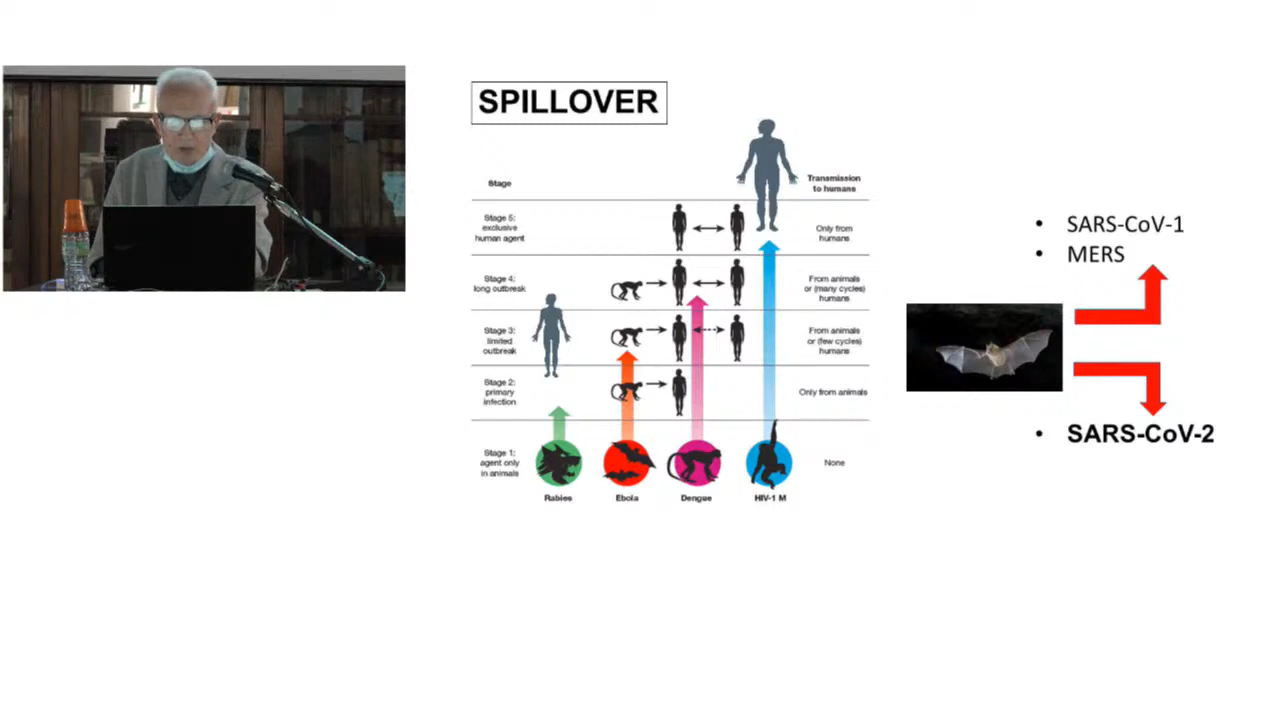 SPILLOVER
Stage
Transmission
to humans
Stage 5:
exclusive
human agent
Only from
humans
Stage 4:
long outbreak
From animals
or (many cycles)
humans
Stage 3:
limited
outbreak
From animals
or (few cycles)
humans
Stage 2:
primary
infection
Only from animals
Stage 1:
agent only
in animals
None
Rabies
Ebola
Dengue
HIV-1 M
• SARS-CoV-1
• MERS
• SARS-CoV-2